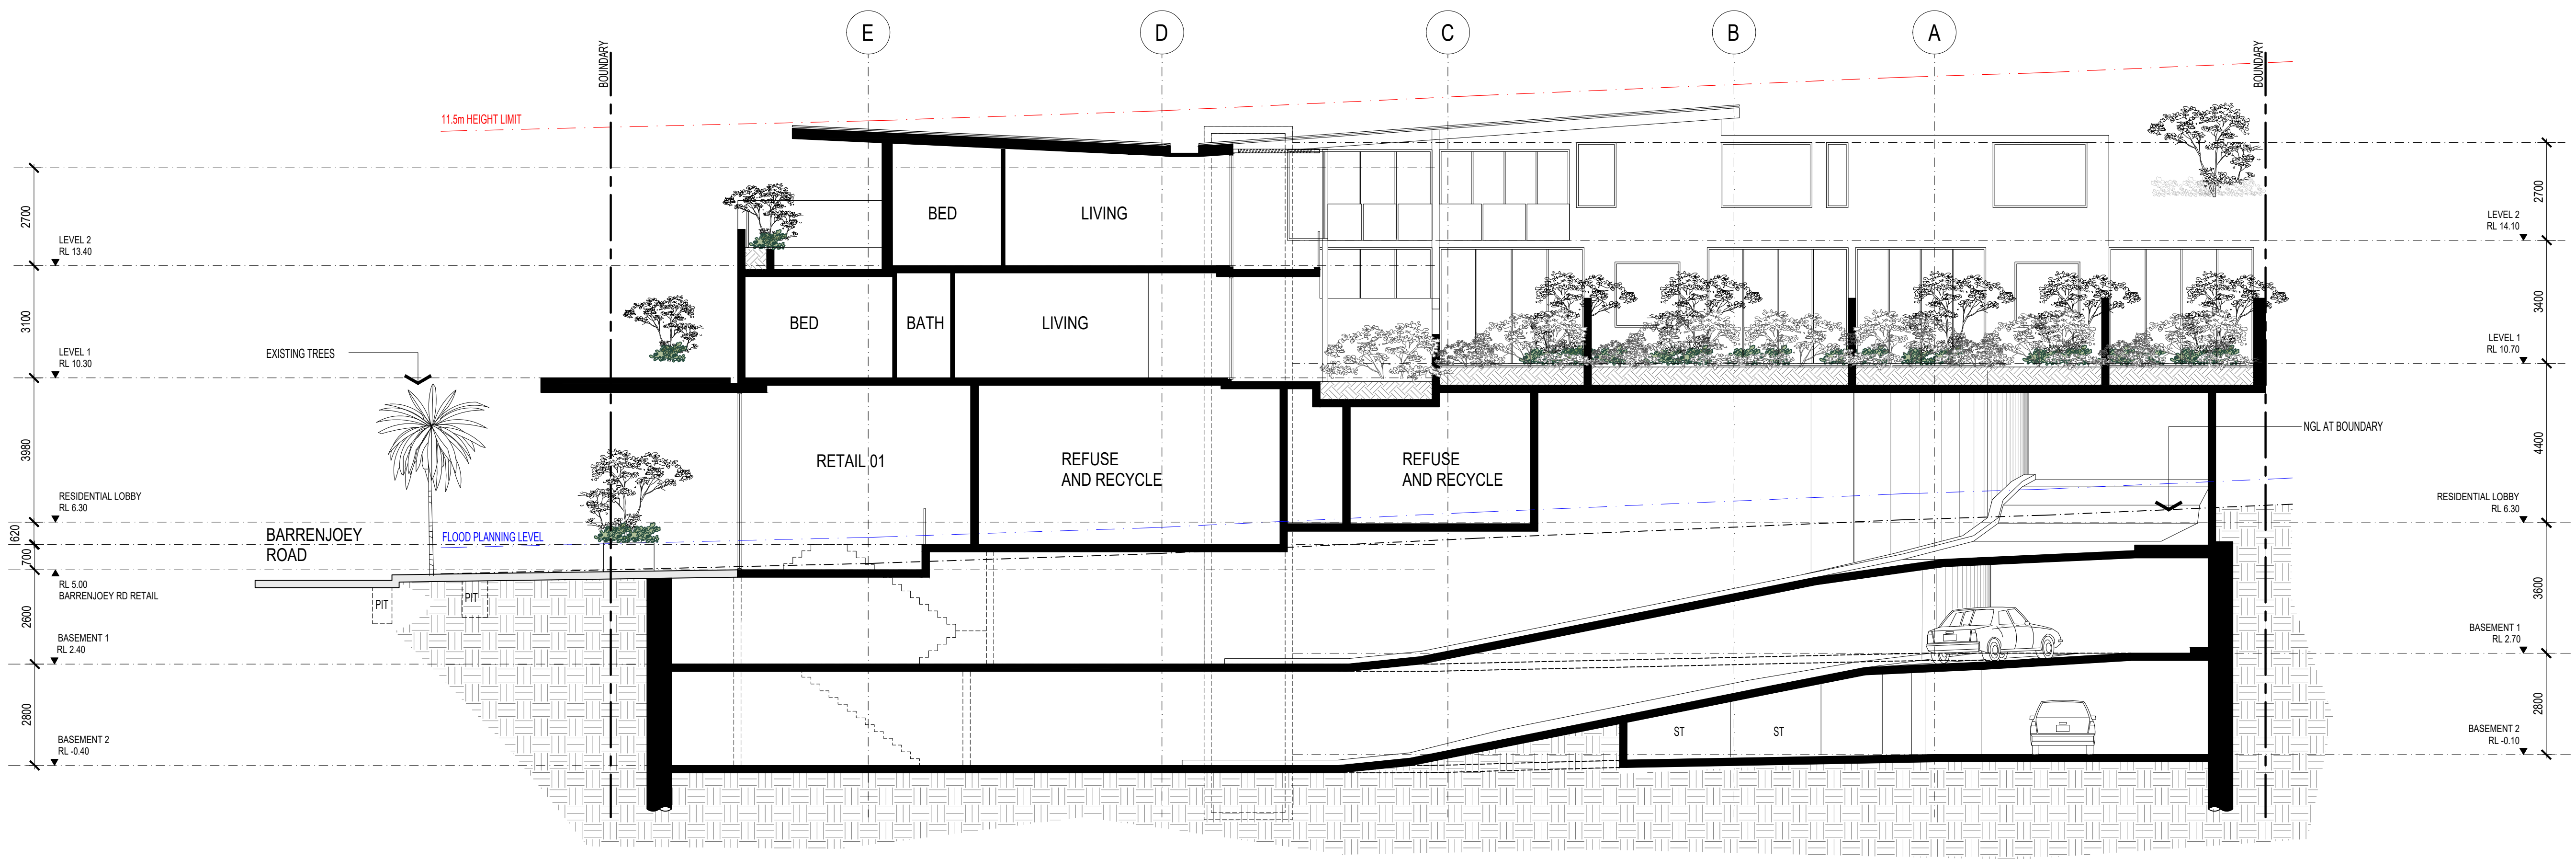 E
D
C
B
A
BOUNDARY
BOUNDARY
11.5m HEIGHT LIMIT
2700
LEVEL 2
RL 13.40
3100
LEVEL 1
RL 10.30
3980
RESIDENTIAL LOBBY
RL 6.30
620
700
RL 5.00
BARRENJOEY RD RETAIL
2600
BASEMENT 1
RL 2.40
2800
BASEMENT 2
RL -0.40
EXISTING TREES
BARRENJOEY
ROAD
FLOOD PLANNING LEVEL
PIT
PIT
BED
LIVING
BED
BATH
LIVING
RETAIL 01
REFUSE
AND RECYCLE
REFUSE
AND RECYCLE
ST
ST
NGL AT BOUNDARY
2700
LEVEL 2
RL 14.10
3400
LEVEL 1
RL 10.70
4400
RESIDENTIAL LOBBY
RL 6.30
3600
BASEMENT 1
RL 2.70
2800
BASEMENT 2
RL -0.10